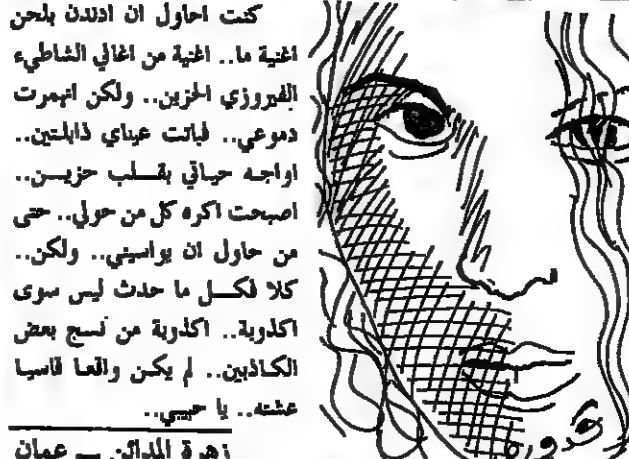 كنت احاول ان ادندن بلحن
اغنية ما.. اغنية من اغاني الشاطيء
الفيروزي الحزين.. ولكن انهمرت
دموعي.. فباتت عيناي ذابلتين..
اواجه حياتي بقلب حزين..
اصبحت اكره كل من حولي.. حتى
من حاول ان يواسيني.. ولكن..
كلا فكل ما حدث ليس سوى
اكذوبة.. اكذوبة من نسج بعض
الكاذبين.. لم يكن واقعا قاسيا
عشته.. يا حبيبي..
زهرة المدائن — عمان